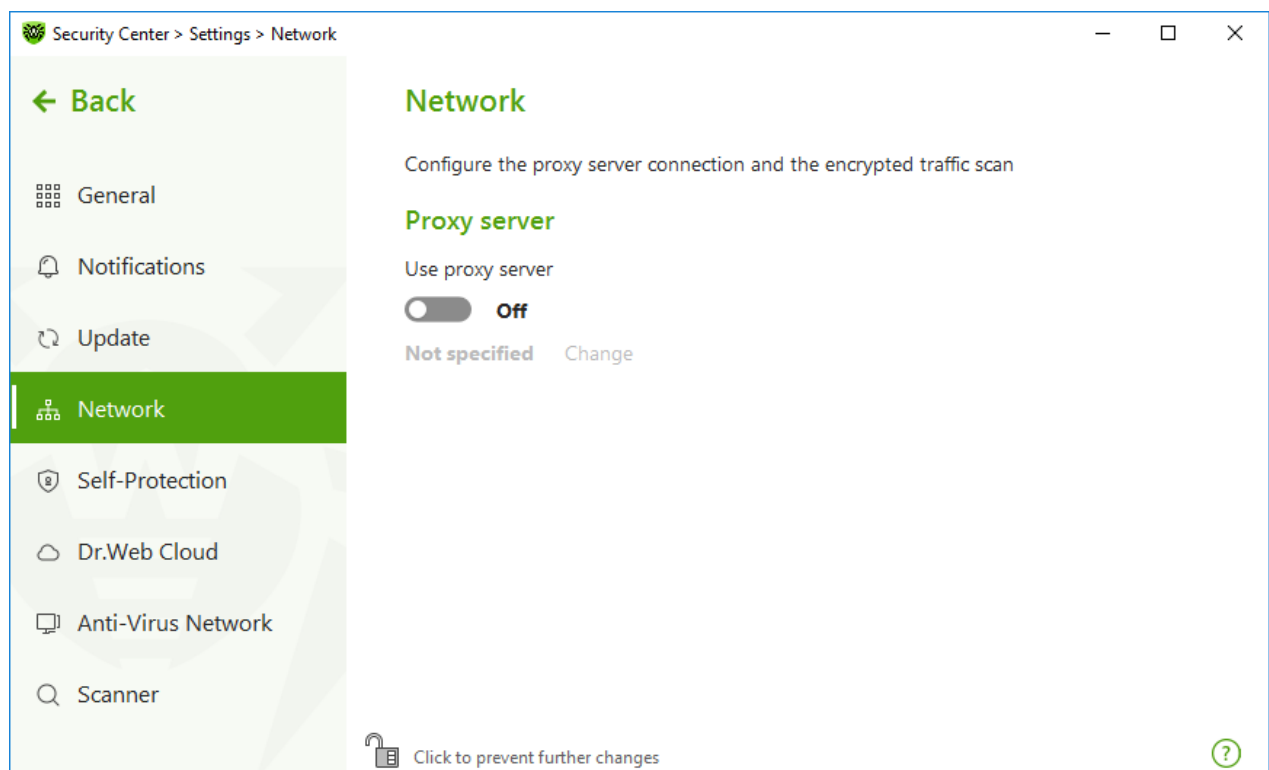 Security Center > Settings > Network
Back
General
Notifications
Update
Network
Self-Protection
Dr.Web Cloud
Anti-Virus Network
Scanner
Network
Configure the proxy server connection and the encrypted traffic scan
Proxy server
Use proxy server
Off
Not specified Change
Click to prevent further changes
?